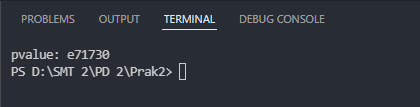 PROBLEMS OUTPUT TERMINAL DEBUG CONSOLE
pvalue: e71730
PS D:\SMT 2\PD 2\Prak2>